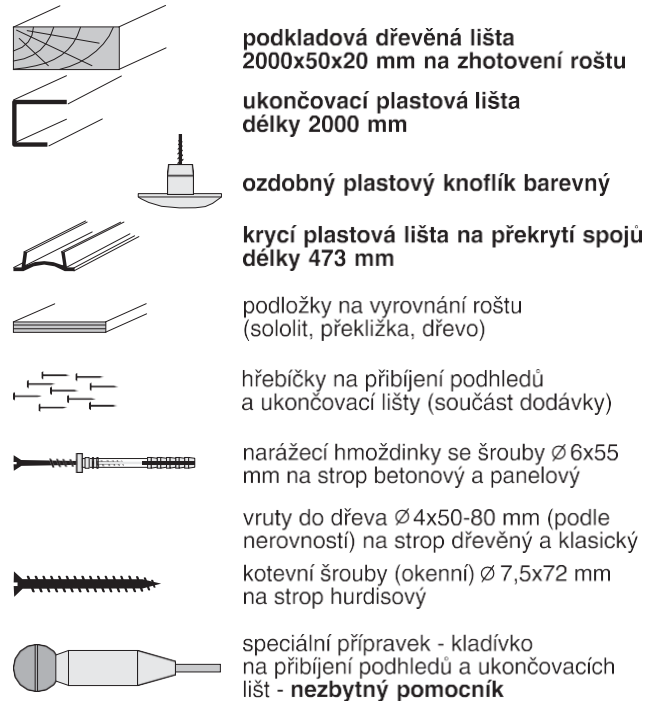 podkladová dřevěná lišta
2000x50x20 mm na zhotovení roštu
ukončovací plastová lišta
délky 2000 mm
ozdobný plastový knoflík barevný
krycí plastová lišta na překrytí spojů
délky 473 mm
podložky na vyrovnání roštu
(sololit, překližka, dřevo)
hřebíčky na přibíjení podhledů
a ukončovací lišty (součást dodávky)
narážecí hmoždinky se šrouby ∅ 6x55
mm na strop betonový a panelový
vruty do dřeva ∅ 4x50-80 mm (podle
nerovností) na strop dřevěný a klasický
kotevní šrouby (okenní) ∅ 7,5x72 mm
na strop hurdisový
speciální přípravek - kladívko
na přibíjení podhledů a ukončovacích
lišt - nezbytný pomocník